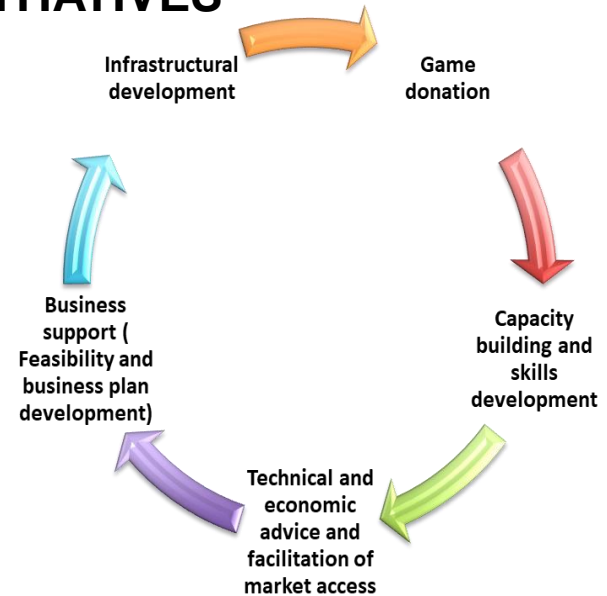 Infrastructural
development
Game
donation
Capacity
building and
skills
development
Technical and
economic
advice and
facilitation of
market access
Business
support (
Feasibility and
business plan
development)